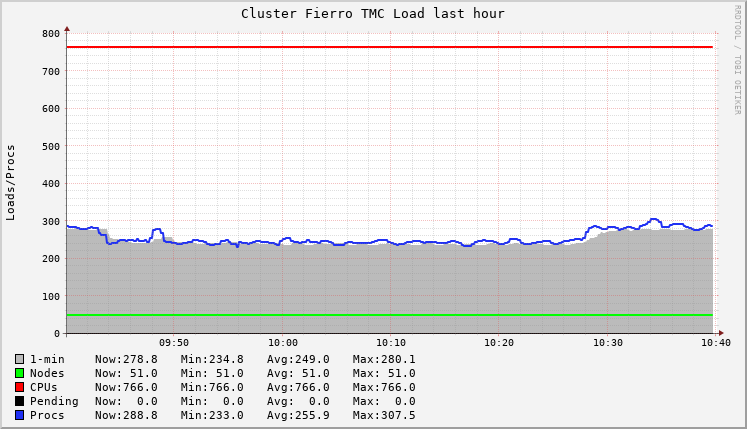 Cluster Fierro TMC Load last hour
RRDTOOL / TOBI OETIKER
Loads/Procs
800
700
600
500
400
300
200
100
0
09:50 10:00 10:10 10:20 10:30 10:40
1-min Now:278.8 Min:234.8 Avg:249.0 Max:280.1
Nodes Now: 51.0 Min: 51.0 Avg: 51.0 Max: 51.0
CPUs Now:766.0 Min:766.0 Avg:766.0 Max:766.0
Pending Now: 0.0 Min: 0.0 Avg: 0.0 Max: 0.0
Procs Now:288.8 Min:233.0 Avg:255.9 Max:307.5